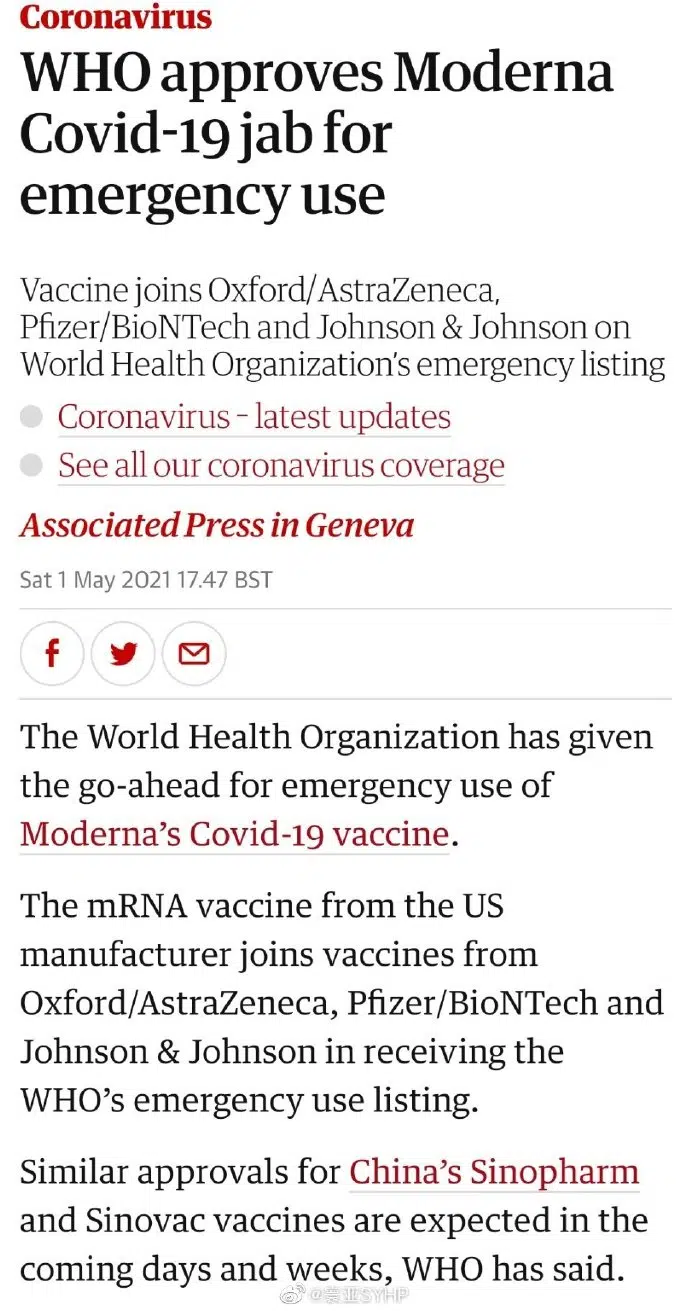 Coronavirus
WHO approves Moderna
Covid-19 jab for
emergency use
Vaccine joins Oxford/AstraZeneca,
Pfizer/BioNTech and Johnson & Johnson on
World Health Organization's emergency listing
Coronavirus – latest updates
See all our coronavirus coverage
Associated Press in Geneva
Sat 1 May 2021 17.47 BST
The World Health Organization has given
the go-ahead for emergency use of
Moderna's Covid-19 vaccine.
The mRNA vaccine from the US
manufacturer joins vaccines from
Oxford/AstraZeneca, Pfizer/BioNTech and
Johnson & Johnson in receiving the
WHO's emergency use listing.
Similar approvals for China's Sinopharm
and Sinovac vaccines are expected in the
coming days and weeks, WHO has said.